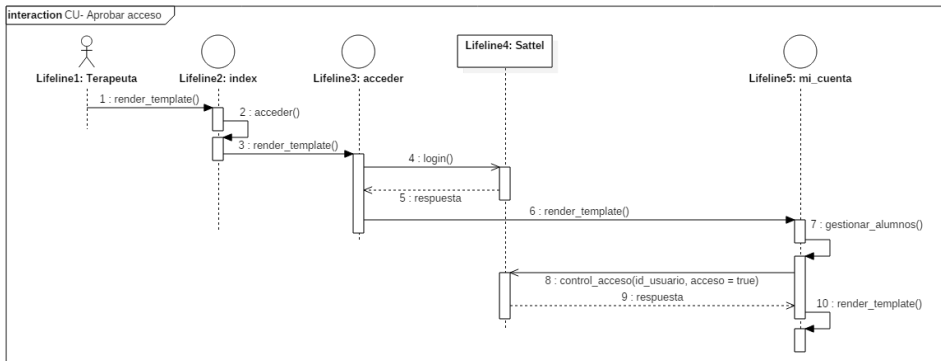 interaction CU- Aprobar acceso
Lifeline1: Terapeuta
Lifeline2: index
Lifeline3: acceder
Lifeline4: Sattel
Lifeline5: mi_cuenta
1 : render_template()
2 : acceder()
3 : render_template()
4 : login()
5 : respuesta
6 : render_template()
7 : gestionar_alumnos()
8 : control_acceso(id_usuario, acceso = true)
9 : respuesta
10 : render_template()